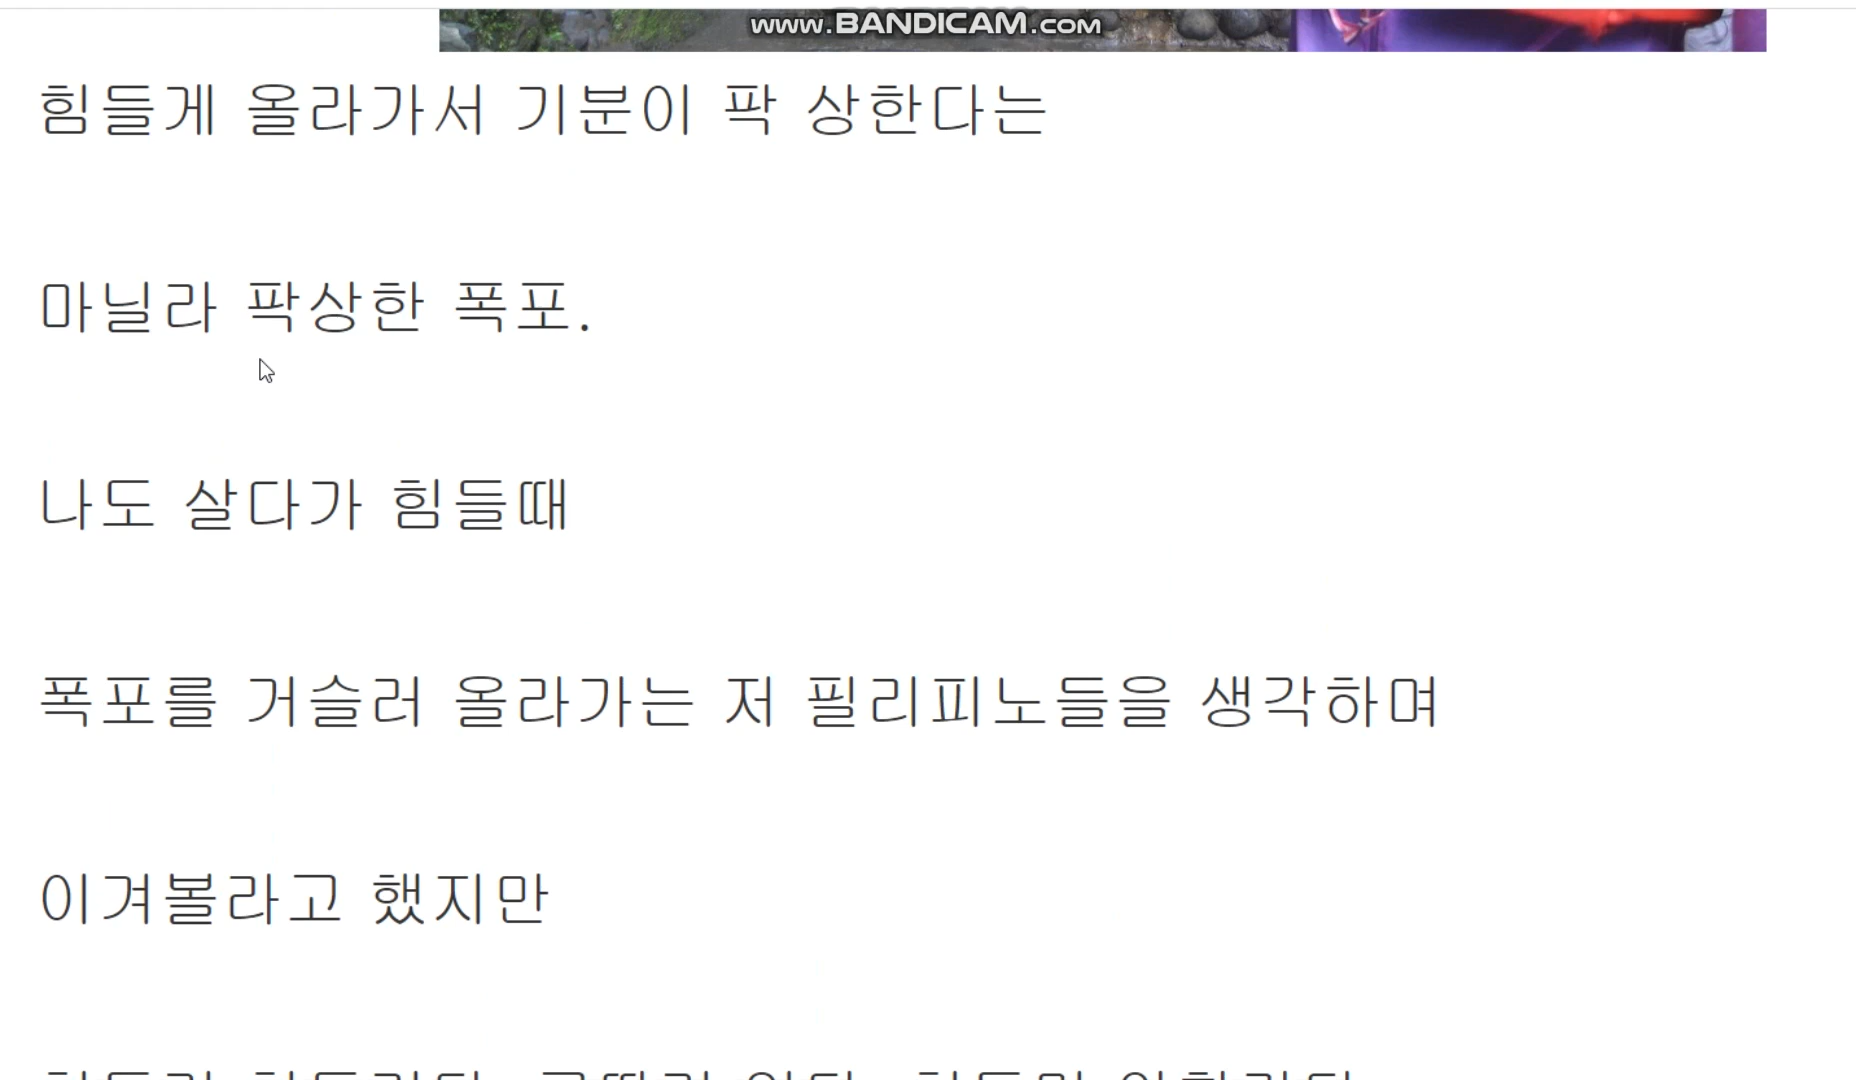 www.BANDICAM.com
힘들게 올라가서 기분이 팍 상한다는
마닐라 팍상한 폭포.
나도 살다가 힘들때
폭포를 거슬러 올라가는 저 필리피노들을 생각하며
이겨볼라고 했지만